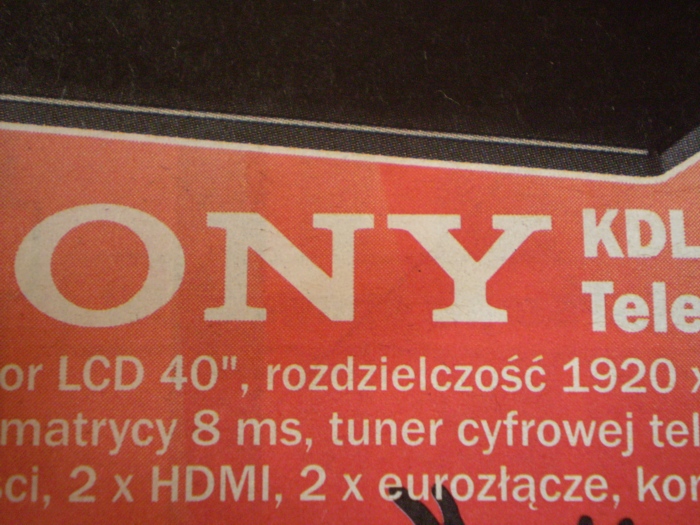 ONY KDL
Tele
or LCD 40", rozdzielczość 1920 x
matrycy 8 ms, tuner cyfrowej tel
ści, 2 x HDMI, 2 x eurozłącze, kor